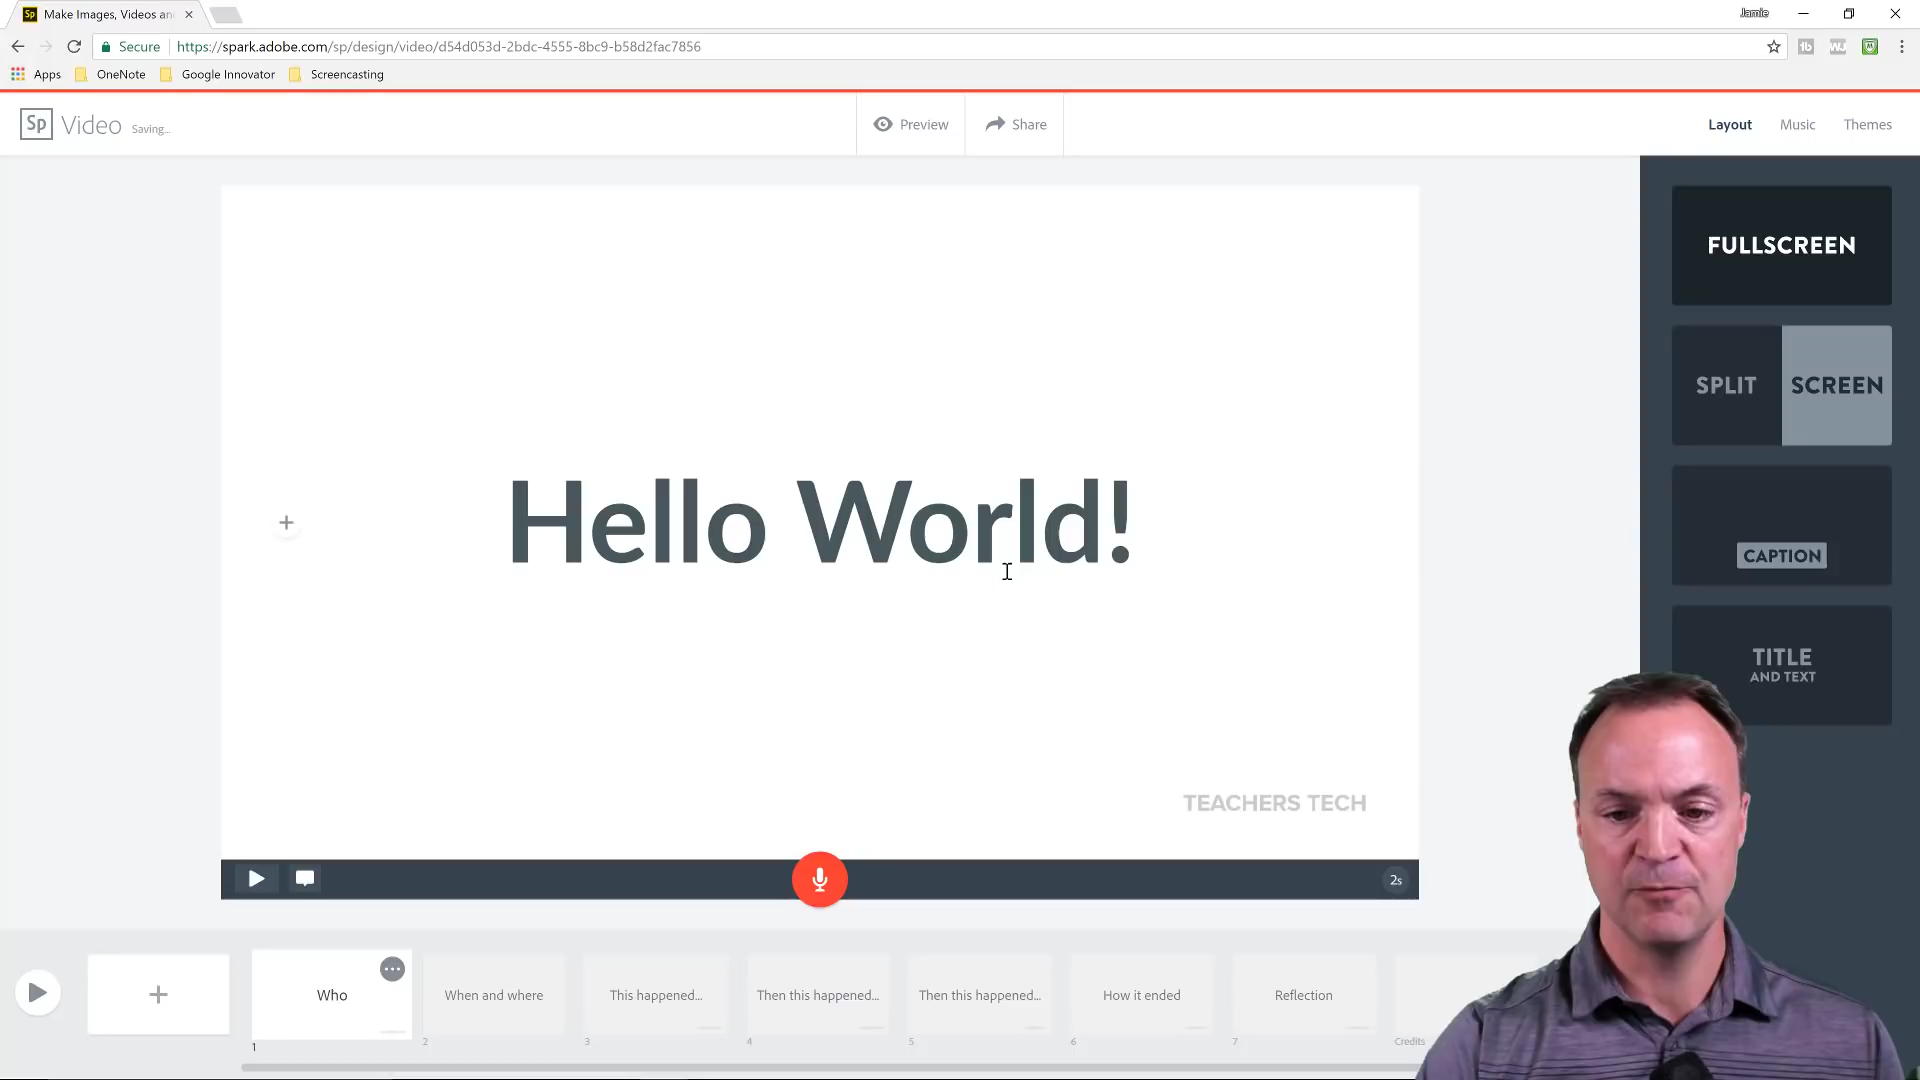 Sp Make Images, Videos an
Jamie
Secure https://spark.adobe.com/sp/design/video/d54d053d-2bdc-4555-8bc9-b58d2fac7856
Apps OneNote Google Innovator Screencasting
Sp Video Saving... Preview Share Layout Music Themes
FULLSCREEN
SPLIT SCREEN
Hello World!
CAPTION
TITLE
AND TEXT
TEACHERS TECH
2s
Who When and where This happened... Then this happened... Then this happened... How it ended Reflection
1 2 3 4 5 6 7 Credits